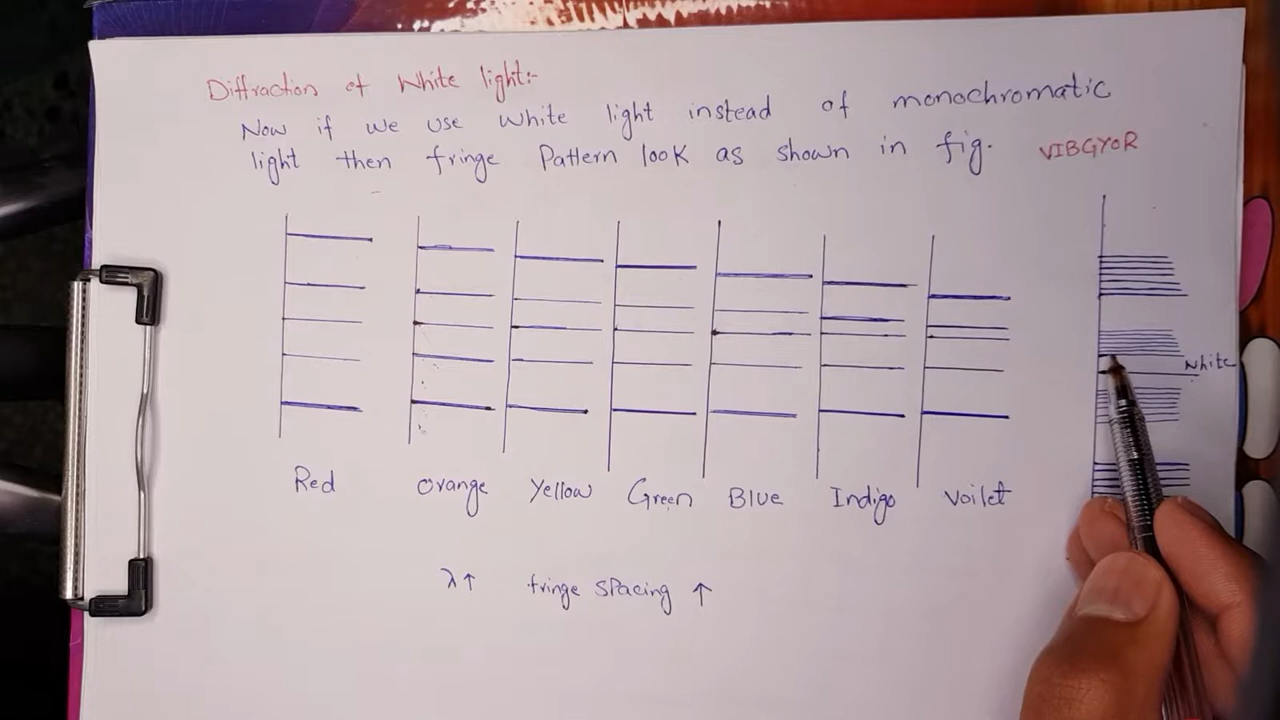 Diffraction of White light:-
Now if we use white light instead of monochromatic
light then fringe Pattern look as shown in fig. VIBGYOR
White
Red Orange Yellow Green Blue Indigo Voilet
λ↑ fringe spacing ↑